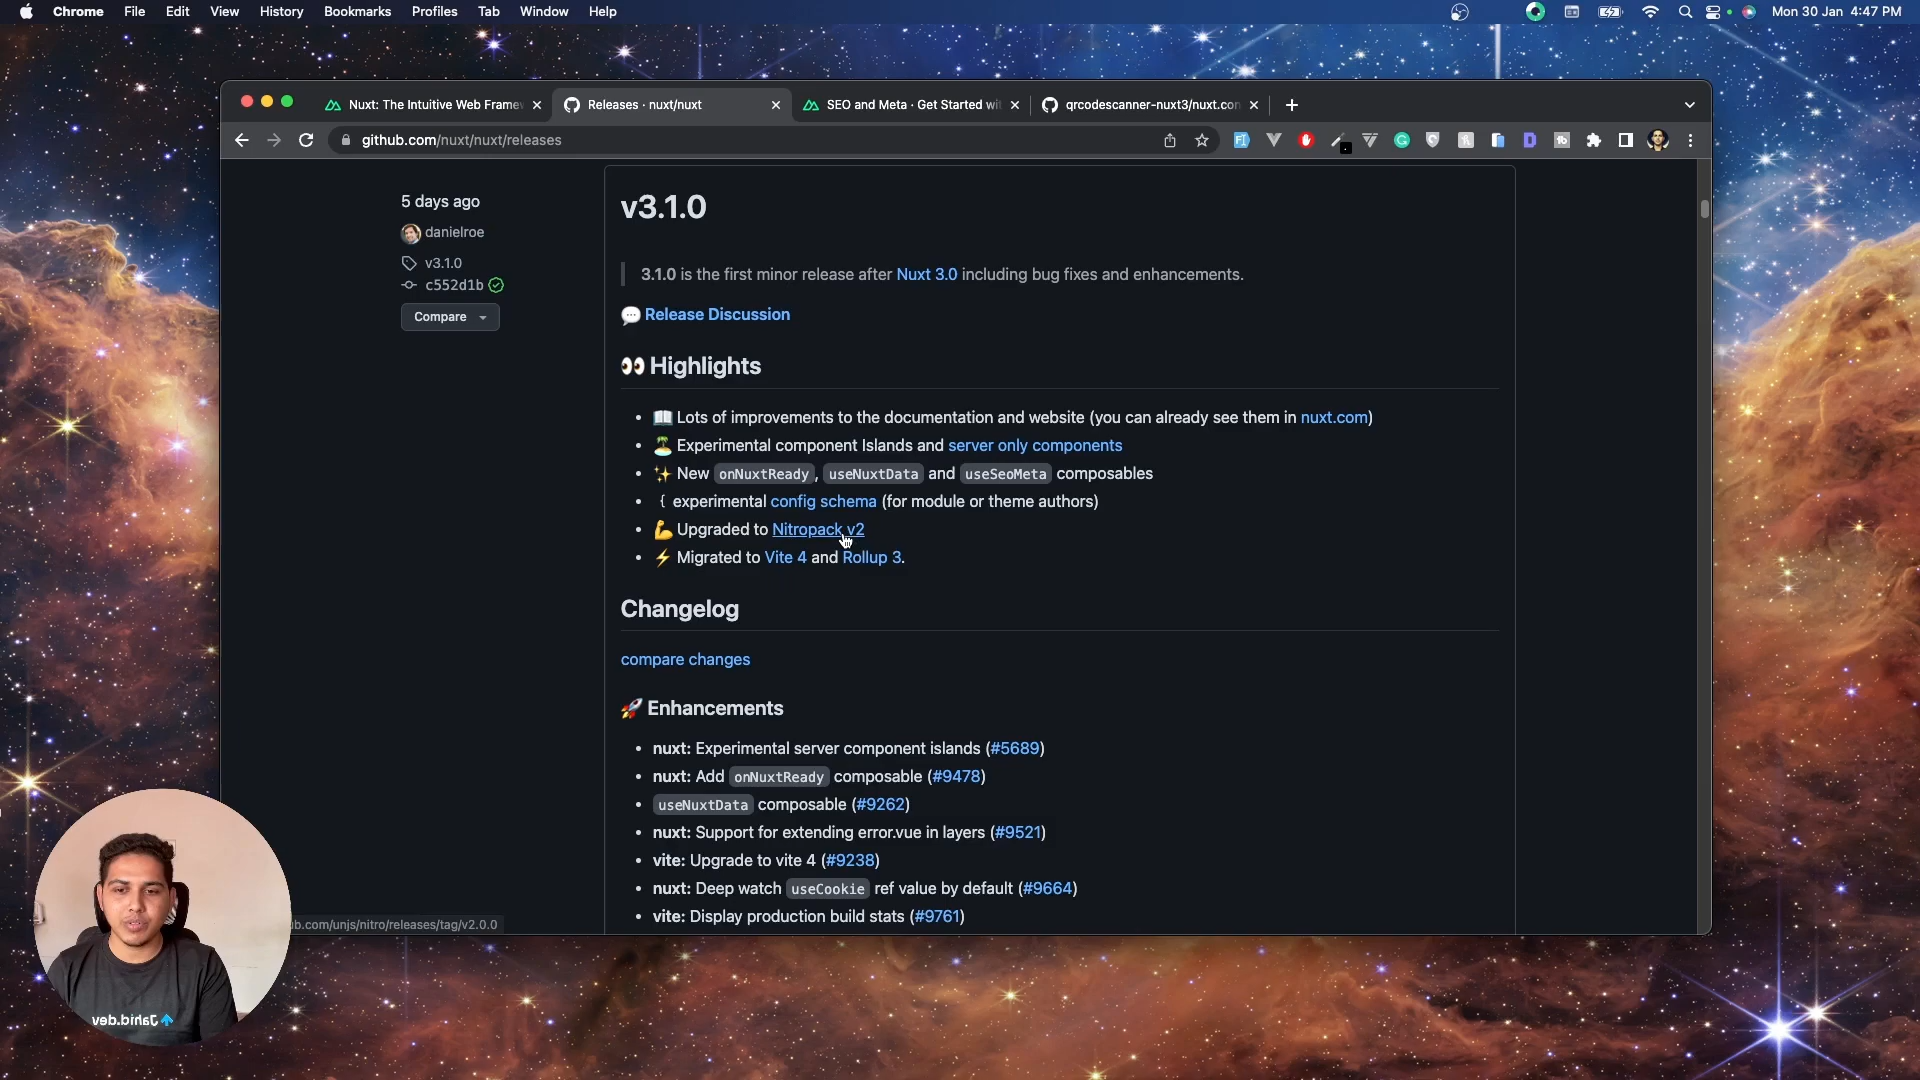 Chrome File Edit View History Bookmarks Profiles Tab Window Help Mon 30 Jan 4:47 PM
Nuxt: The Intuitive Web Framew Releases · nuxt/nuxt SEO and Meta · Get Started wit qrcodescanner-nuxt3/nuxt.con
github.com/nuxt/nuxt/releases
5 days ago
danielroe
v3.1.0
c552d1b
Compare
v3.1.0
3.1.0 is the first minor release after Nuxt 3.0 including bug fixes and enhancements.
Release Discussion
Highlights
Lots of improvements to the documentation and website (you can already see them in nuxt.com)
Experimental component Islands and server only components
New onNuxtReady, useNuxtData and useSeoMeta composables
{ experimental config schema (for module or theme authors)
Upgraded to Nitropack v2
Migrated to Vite 4 and Rollup 3.
Changelog
compare changes
Enhancements
nuxt: Experimental server component islands (#5689)
nuxt: Add onNuxtReady composable (#9478)
useNuxtData composable (#9262)
nuxt: Support for extending error.vue in layers (#9521)
vite: Upgrade to vite 4 (#9238)
nuxt: Deep watch useCookie ref value by default (#9664)
vite: Display production build stats (#9761)
ub.com/unjs/nitro/releases/tag/v2.0.0
Jahid.dev